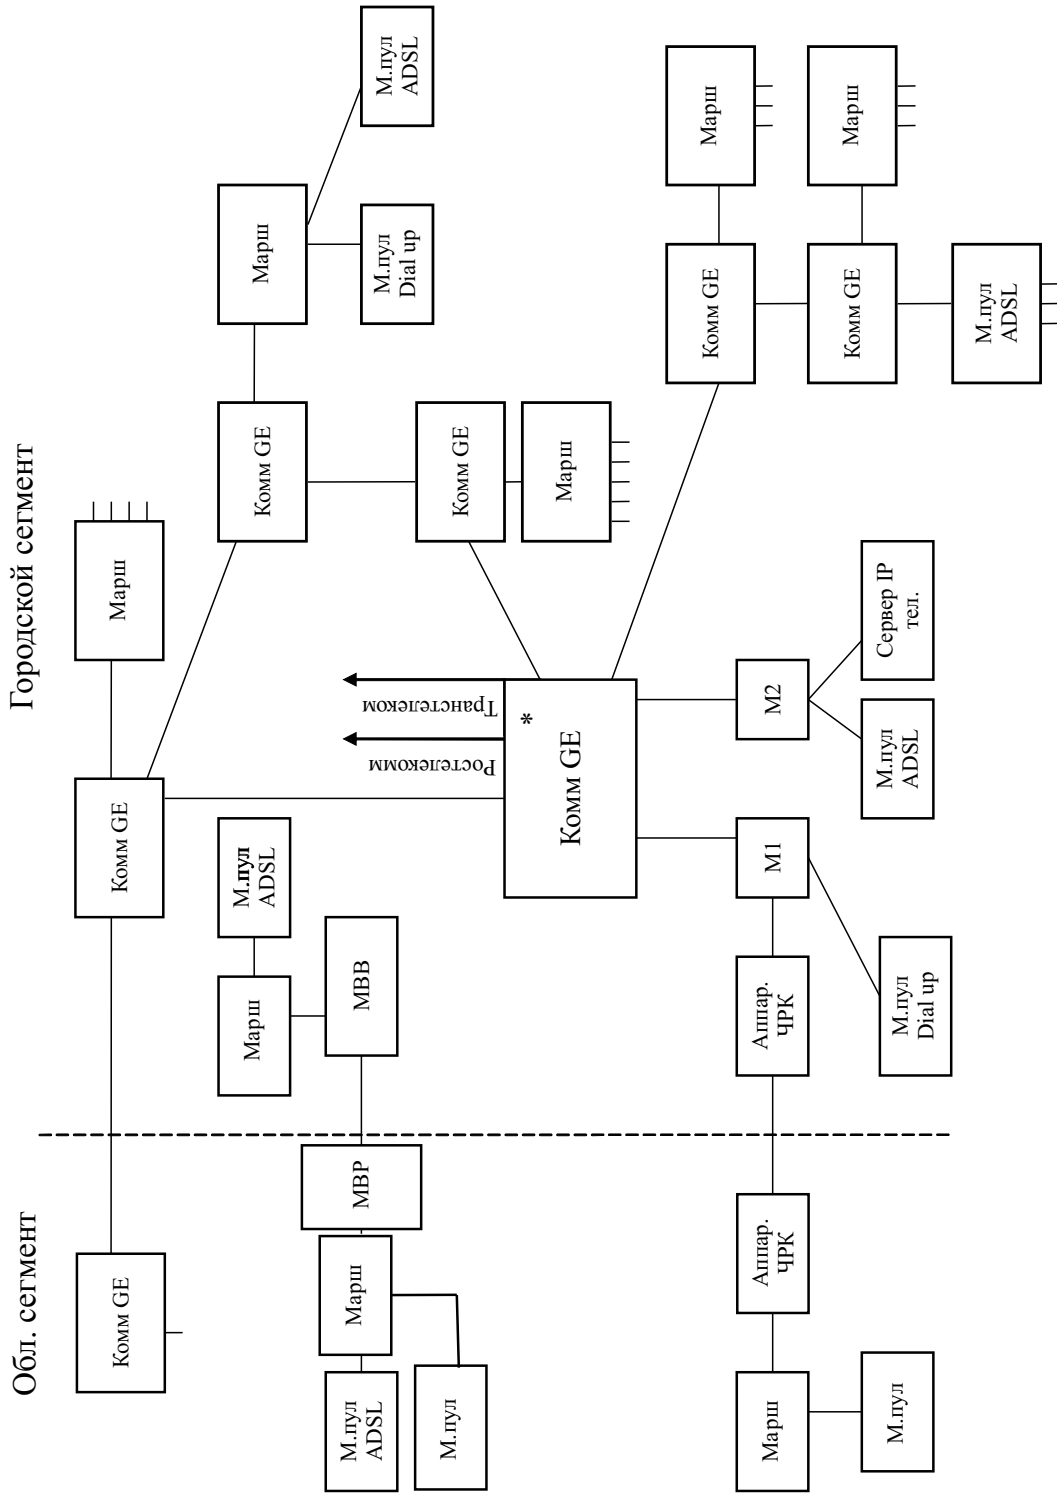 Обл. сегмент
Городской сегмент
Комм GE
Комм GE
Марш
Марш
М.пул
ADSL
Комм GE
Марш
М.пул
ADSL
М.пул
ADSL
Марш
МВР
МВВ
М.пул
Dial up
М.пул
Ростелекомм
Транстелеком
Комм GE
Марш
*
Комм GE
Комм GE
Марш
Марш
Аппар.
ЧРК
Аппар.
ЧРК
М1
М2
Комм GE
Марш
М.пул
М.пул
Dial up
М.пул
ADSL
Сервер IP
тел.
М.пул
ADSL